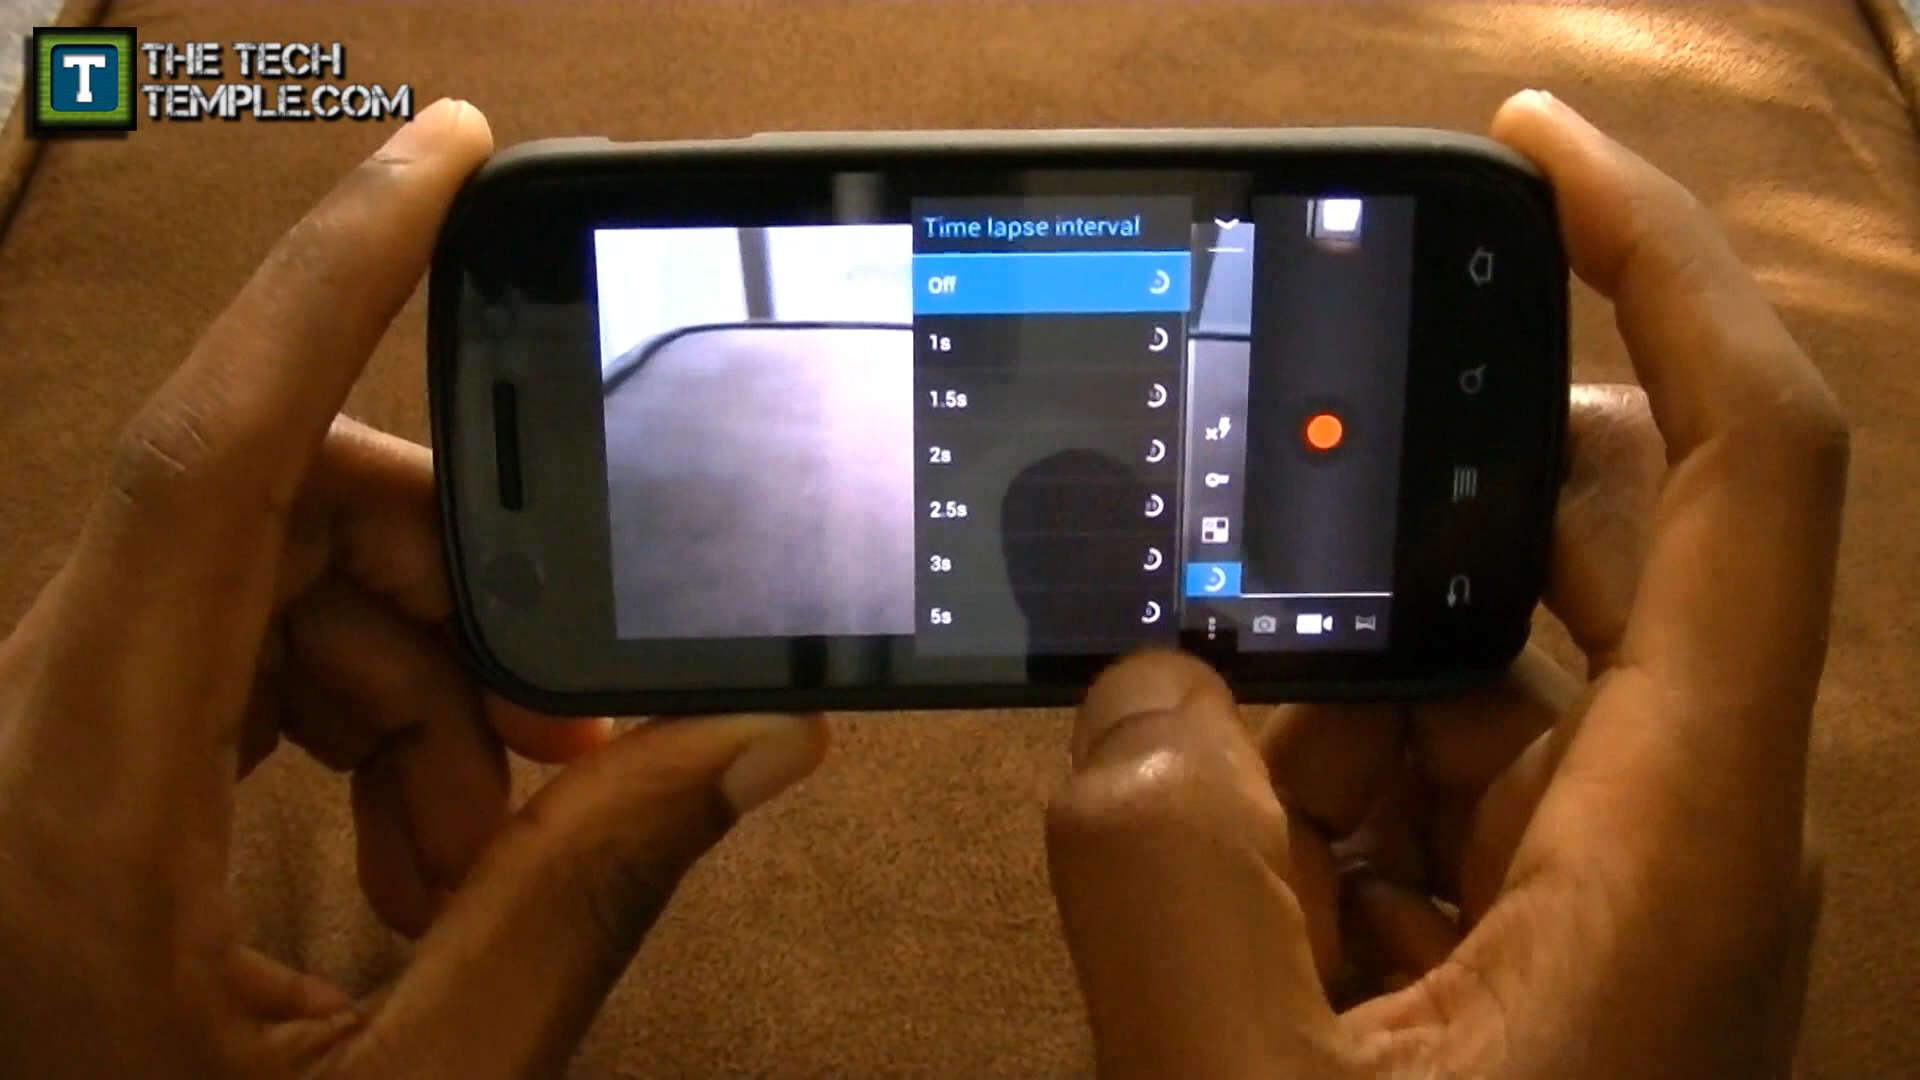 T
THE TECH
TEMPLE.COM
Time lapse interval
Off
1s
1.5s
2s
2.5s
3s
5s